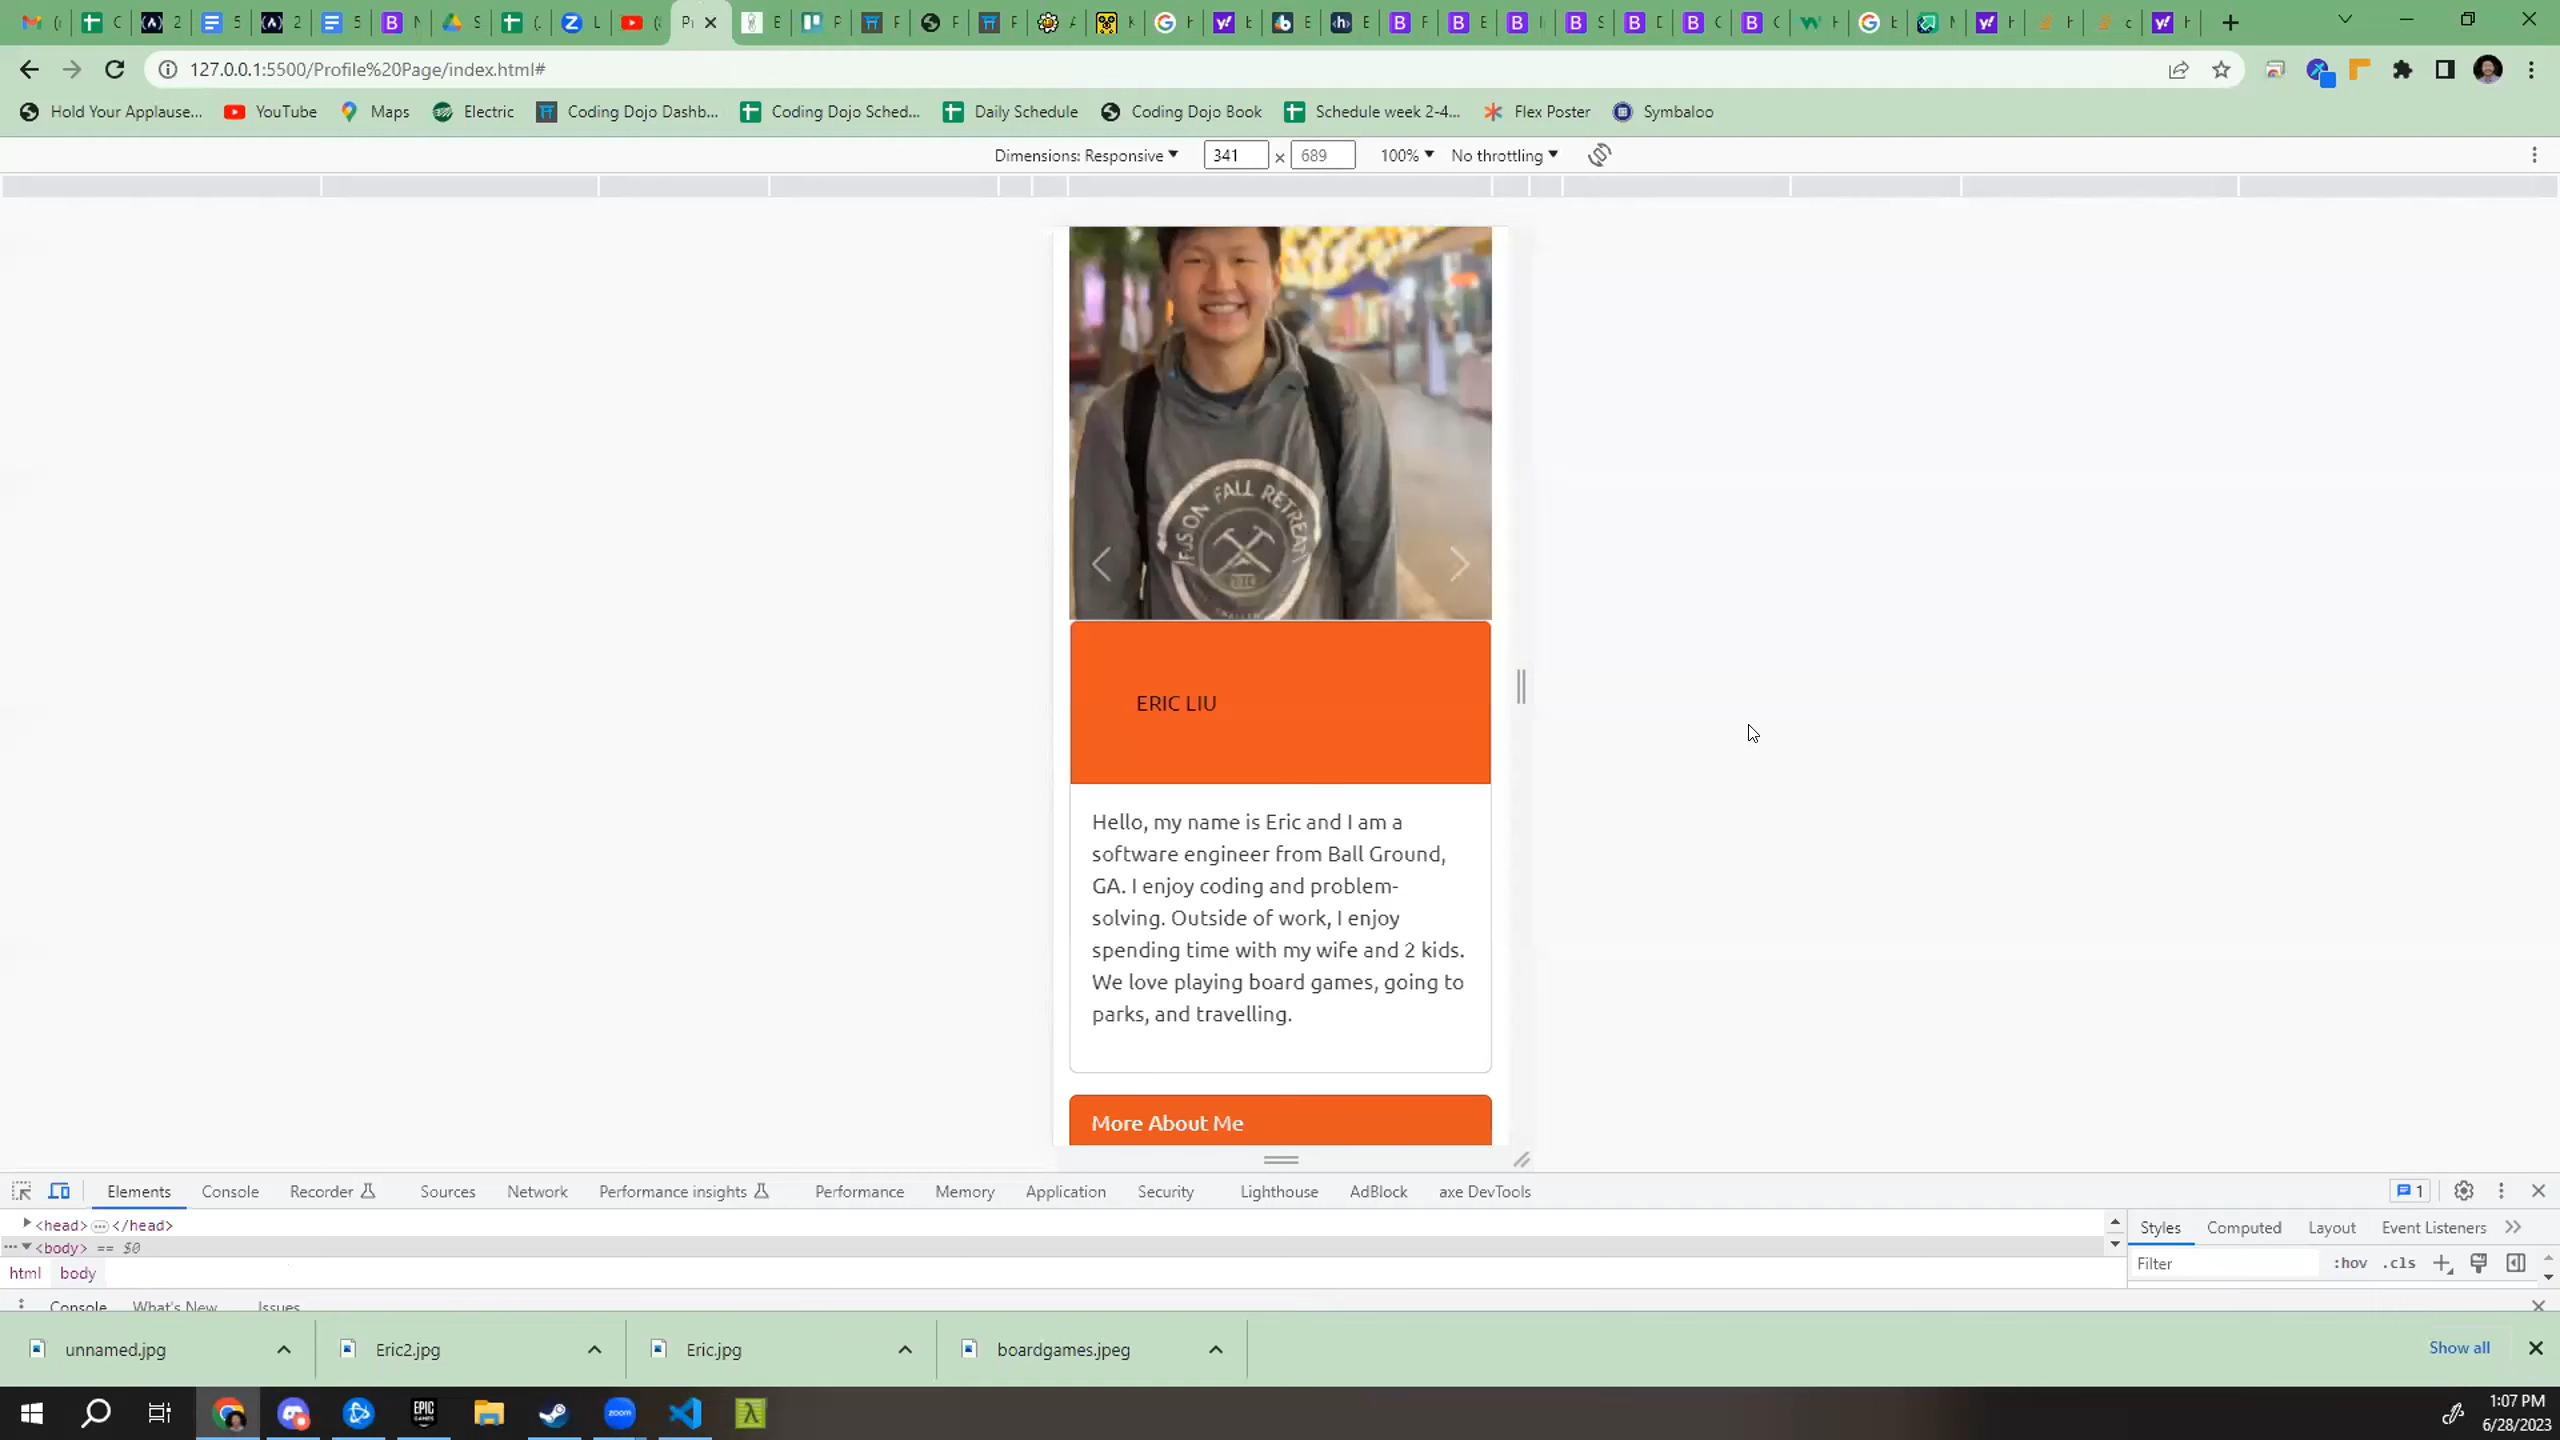 127.0.0.1:5500/Profile%20Page/index.html#
Hold Your Applause... YouTube Maps Electric Coding Dojo Dashb... Coding Dojo Sched... Daily Schedule Coding Dojo Book Schedule week 2-4... Flex Poster Symbaloo
Dimensions: Responsive 341 × 689 100% No throttling
FUSION FALL RETREAT
ERIC LIU
Hello, my name is Eric and I am a
software engineer from Ball Ground,
GA. I enjoy coding and problem-
solving. Outside of work, I enjoy
spending time with my wife and 2 kids.
We love playing board games, going to
parks, and travelling.
More About Me
Elements Console Recorder Sources Network Performance insights Performance Memory Application Security Lighthouse AdBlock axe DevTools 1
<head> ... </head>
... <body> == $0
html body
Styles Computed Layout Event Listeners
Filter :hov .cls
Console What's New Issues
unnamed.jpg Eric2.jpg Eric.jpg boardgames.jpeg Show all
EPIC GAMES zoom
1:07 PM
6/28/2023